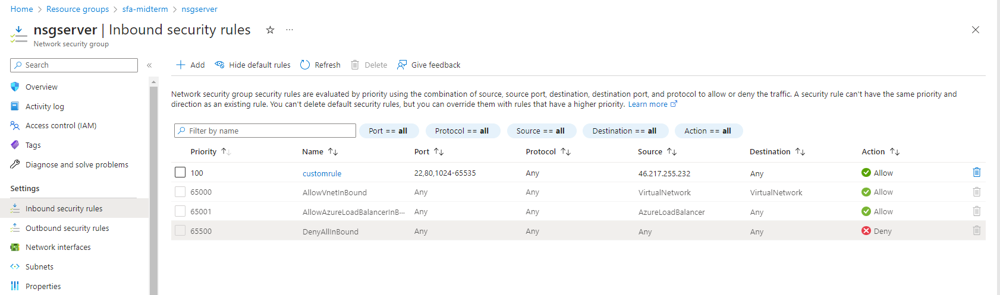 Home > Resource groups > sfa-midterm > nsgserver
nsgserver | Inbound security rules ☆ ···
Network security group
Search «
Overview
Activity log
Access control (IAM)
Tags
Diagnose and solve problems
Settings
Inbound security rules
Outbound security rules
Network interfaces
Subnets
Properties
Add Hide default rules Refresh Delete Give feedback
Network security group security rules are evaluated by priority using the combination of source, source port, destination, destination port, and protocol to allow or deny the traffic. A security rule can't have the same priority and
direction as an existing rule. You can't delete default security rules, but you can override them with rules that have a higher priority. Learn more
Filter by name Port == all Protocol == all Source == all Destination == all Action == all
Priority ↑↓ Name ↑↓ Port ↑↓ Protocol ↑↓ Source ↑↓ Destination ↑↓ Action ↑↓
100 customrule 22,80,1024-65535 Any 46.217.255.232 Any Allow
65000 AllowVnetInBound Any Any VirtualNetwork VirtualNetwork Allow
65001 AllowAzureLoadBalancerInB··· Any Any AzureLoadBalancer Any Allow
65500 DenyAllInBound Any Any Any Any Deny